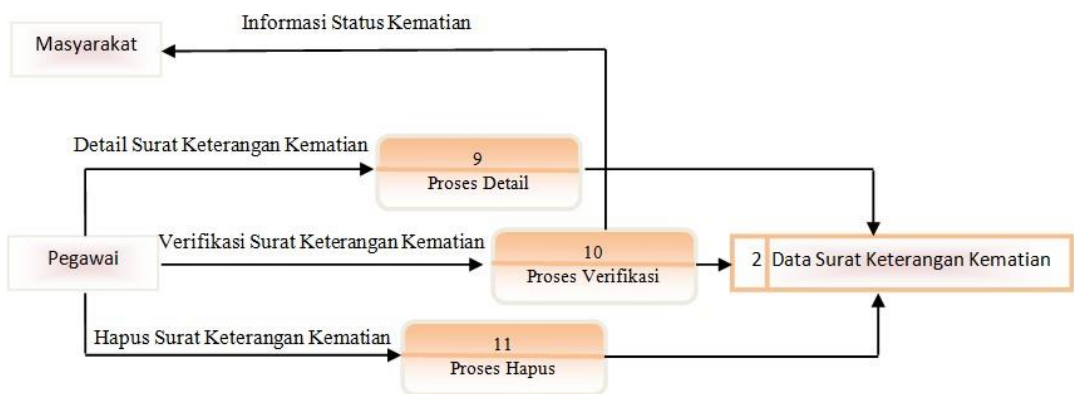 Informasi Status Kematian
Masyarakat
Detail Surat Keterangan Kematian
9
Proses Detail
Pegawai
Verifikasi Surat Keterangan Kematian
10
Proses Verifikasi
2 Data Surat Keterangan Kematian
Hapus Surat Keterangan Kematian
11
Proses Hapus